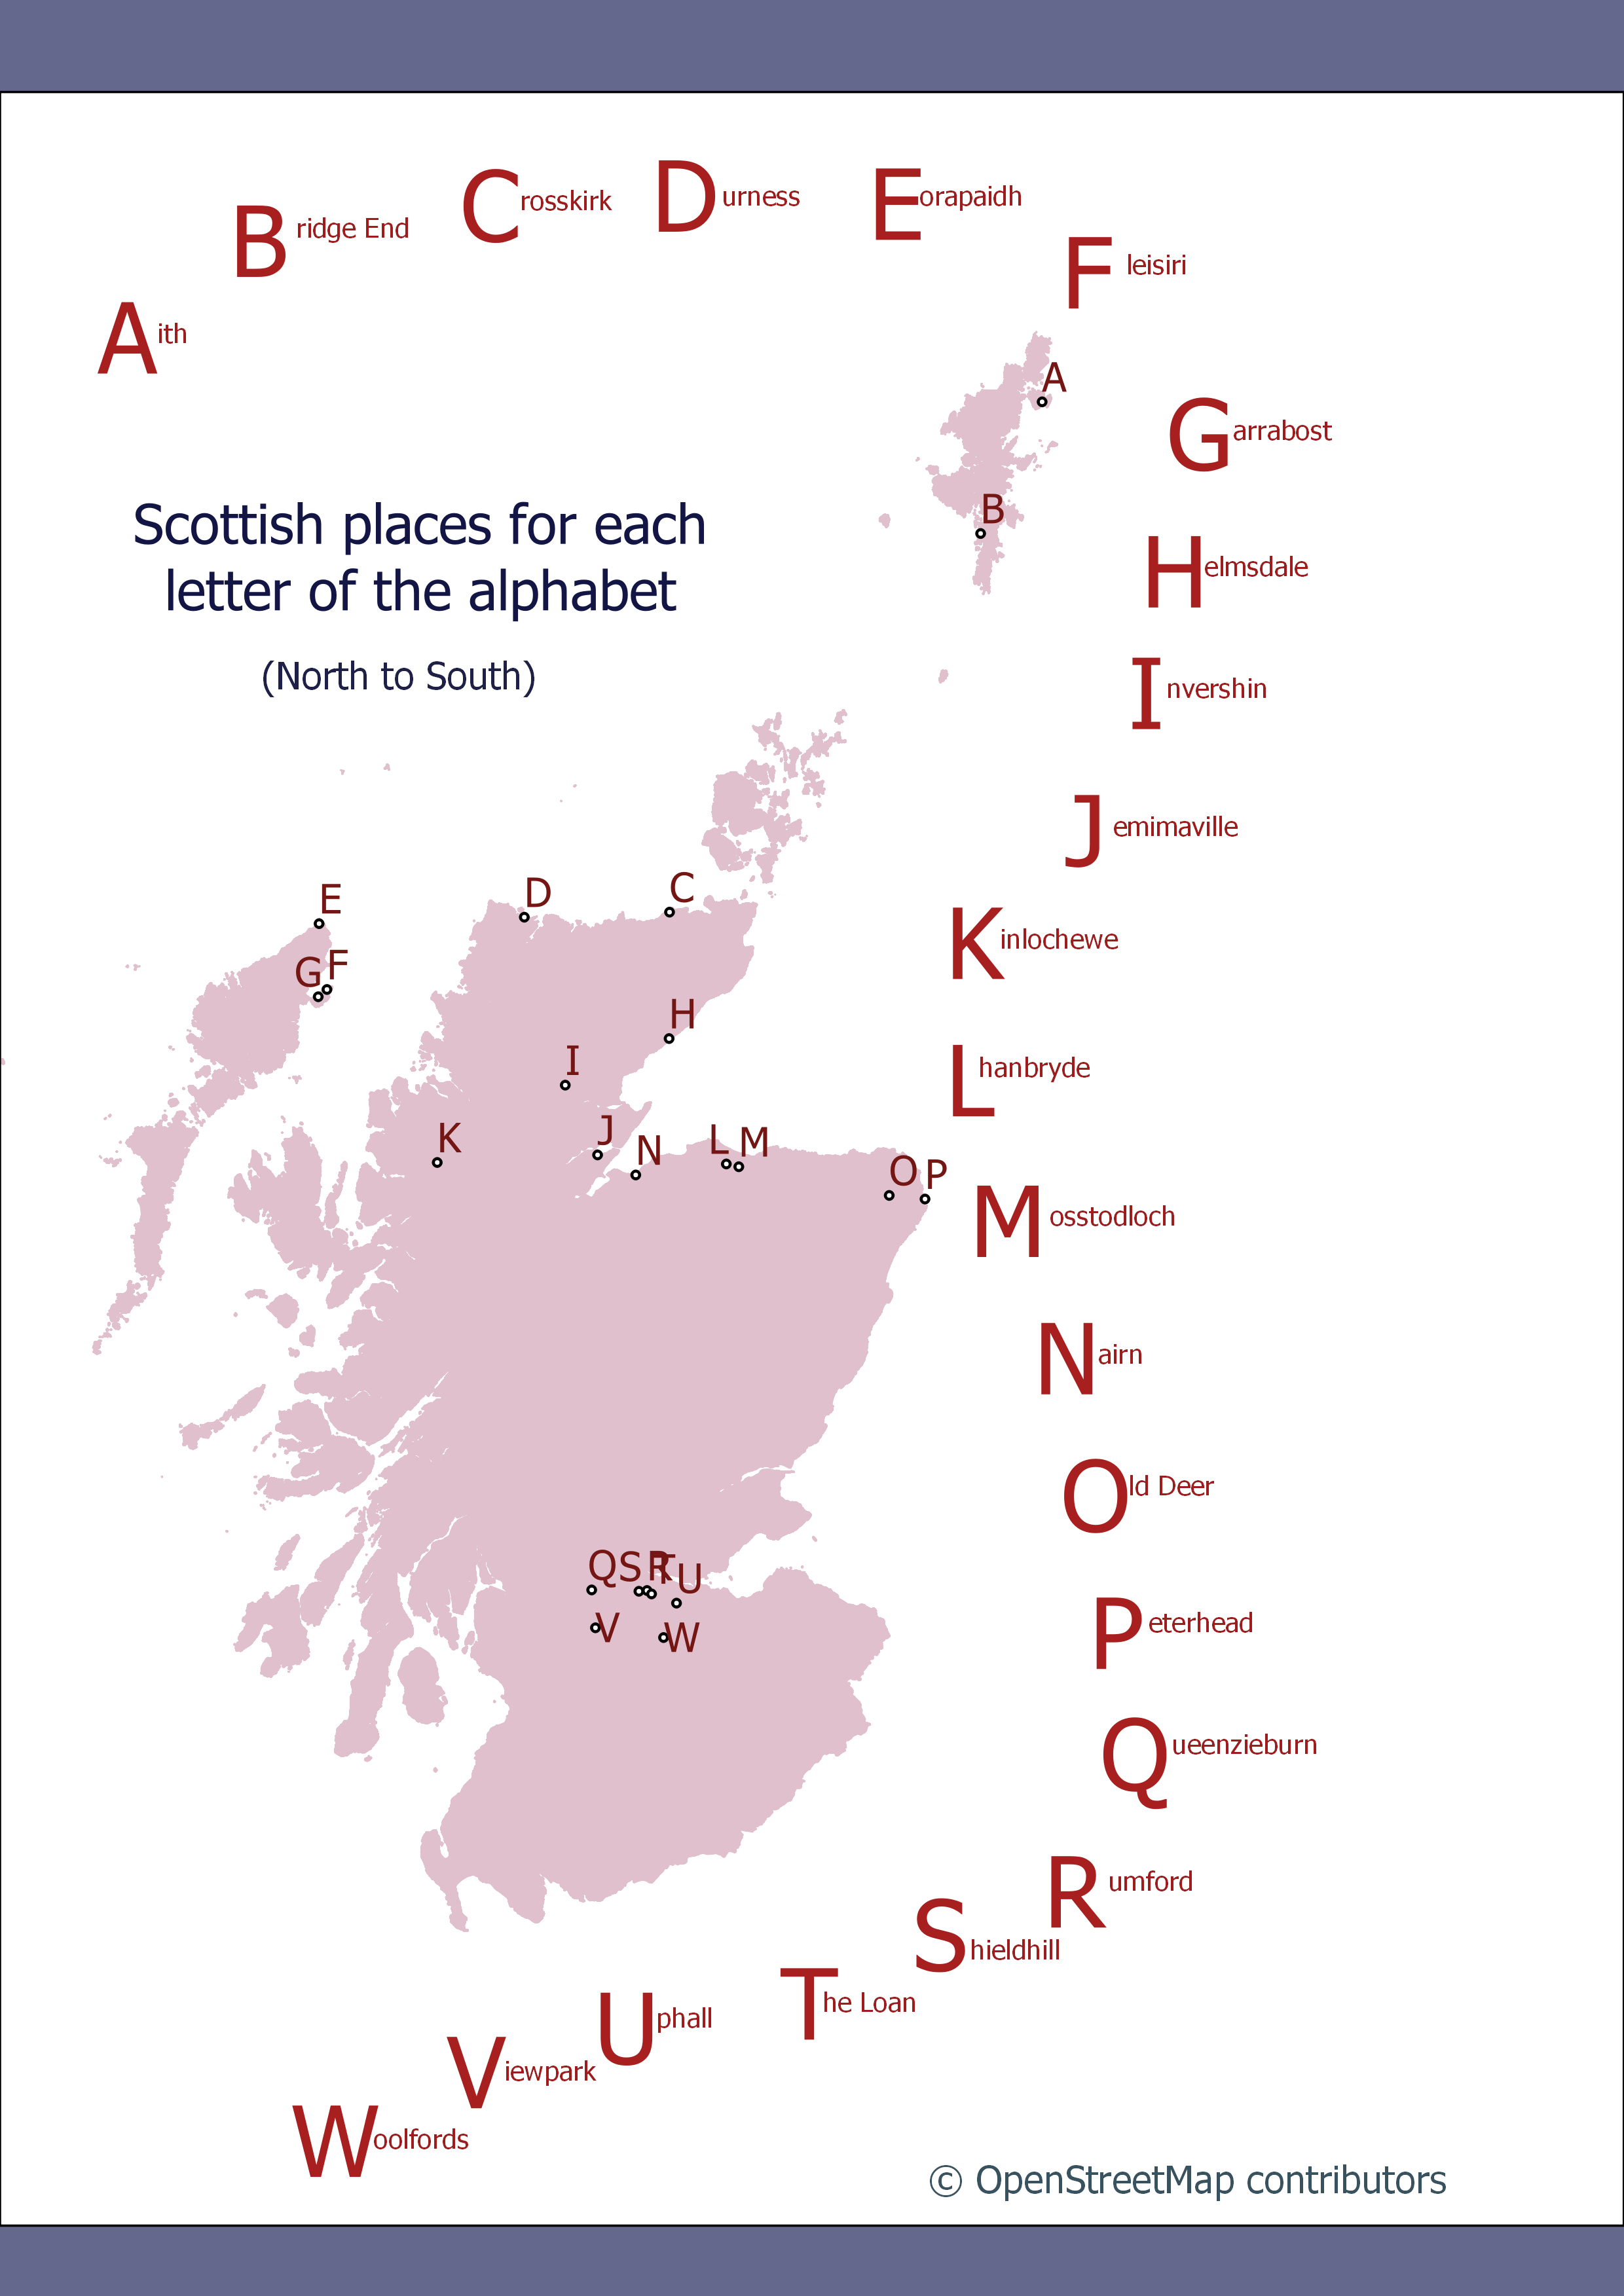 Aith
Bridge End
Crosskirk
Durness
Eorapaidh
Fleisiri
Garrabost
Helmsdale
Invershin
Jemimaville
Kinlochewe
Lhanbryde
Mosstodloch
Nairn
Old Deer
Peterhead
Queenzieburn
Rumford
Shieldhill
The Loan
Uphall
Viewpark
Woolfords
Scottish places for each
letter of the alphabet
(North to South)
A
B
C
D
E
F
G
H
I
J
K
N
L
M
O
P
Q
S
R
T
U
V
W
© OpenStreetMap contributors